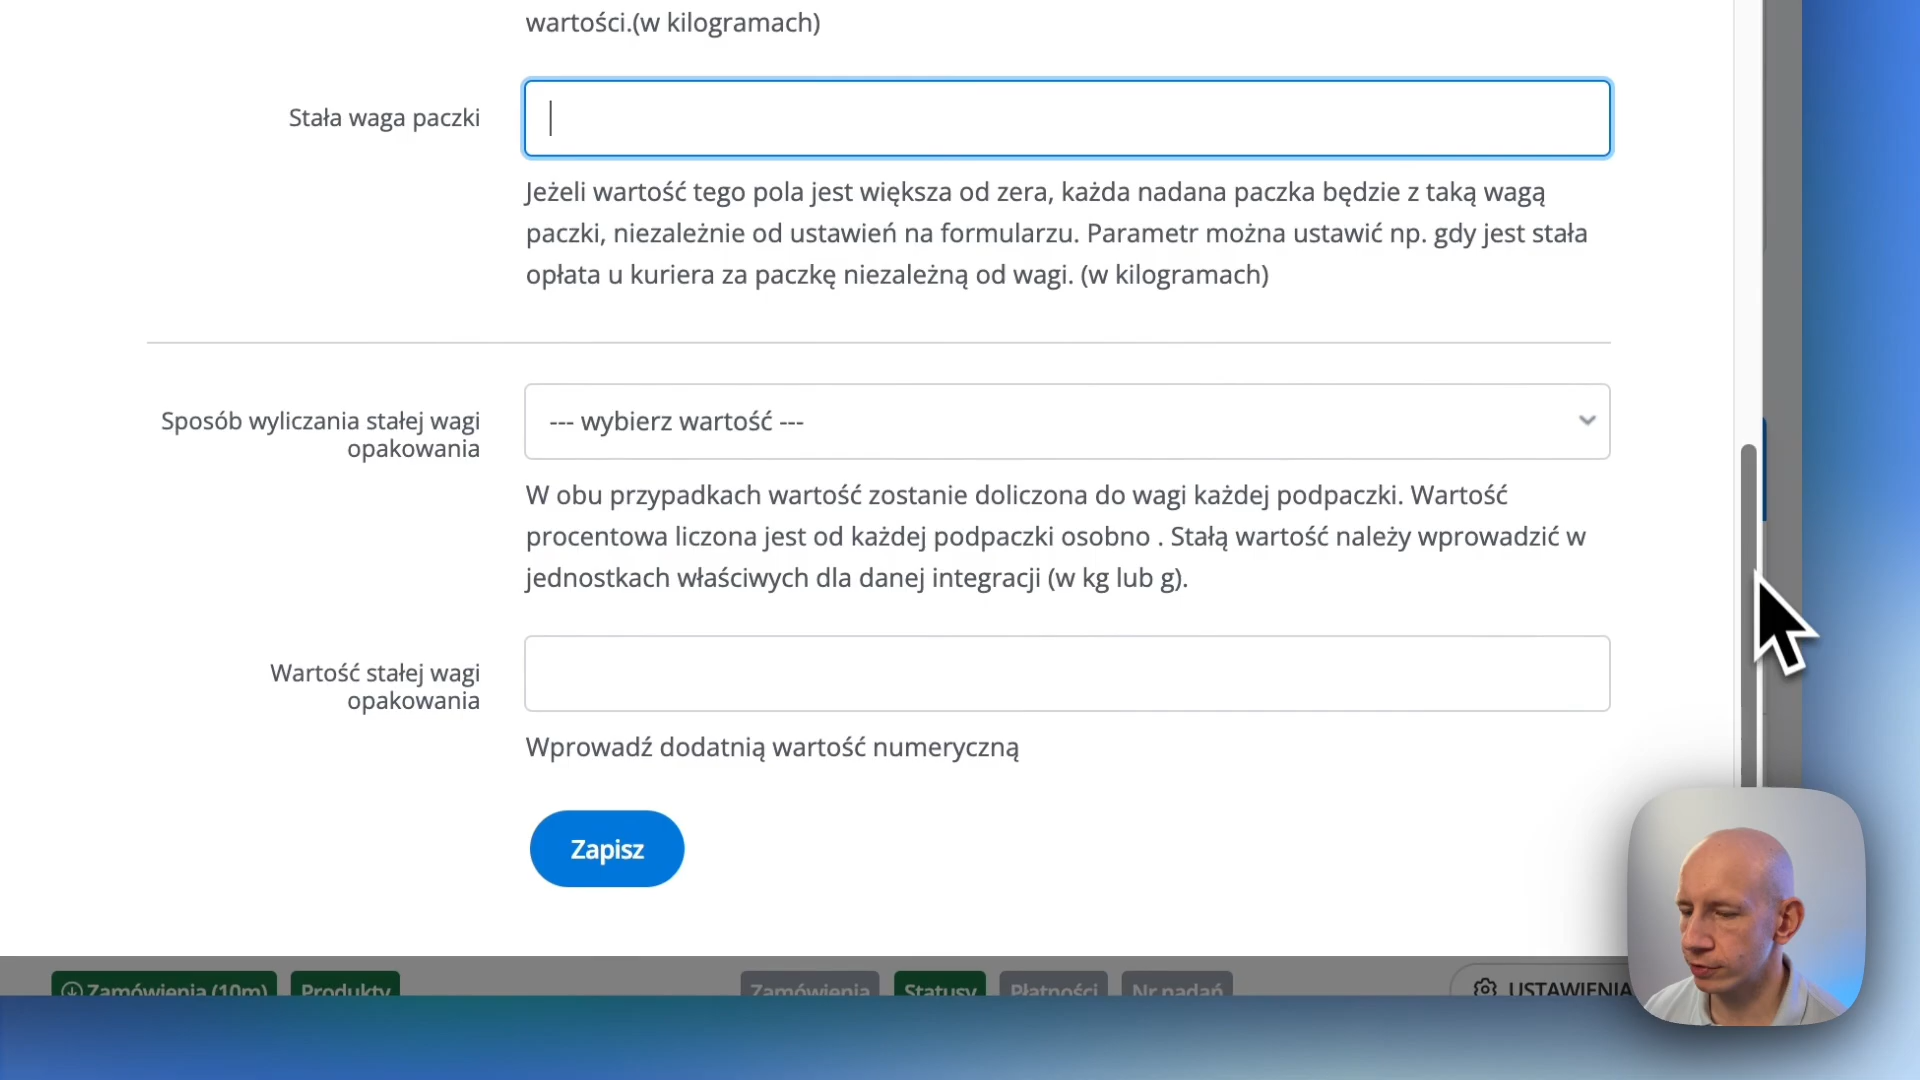 wartości.(w kilogramach)
Stała waga paczki
Jeżeli wartość tego pola jest większa od zera, każda nadana paczka będzie z taką wagą
paczki, niezależnie od ustawień na formularzu. Parametr można ustawić np. gdy jest stała
opłata u kuriera za paczkę niezależną od wagi. (w kilogramach)
Sposób wyliczania stałej wagi
opakowania
--- wybierz wartość ---
W obu przypadkach wartość zostanie doliczona do wagi każdej podpaczki. Wartość
procentowa liczona jest od każdej podpaczki osobno . Stałą wartość należy wprowadzić w
jednostkach właściwych dla danej integracji (w kg lub g).
Wartość stałej wagi
opakowania
Wprowadź dodatnią wartość numeryczną
Zapisz
Zamówienia (10m) Produkty Zamówienia Statusy Płatności Nr nadań USTAWIENIA